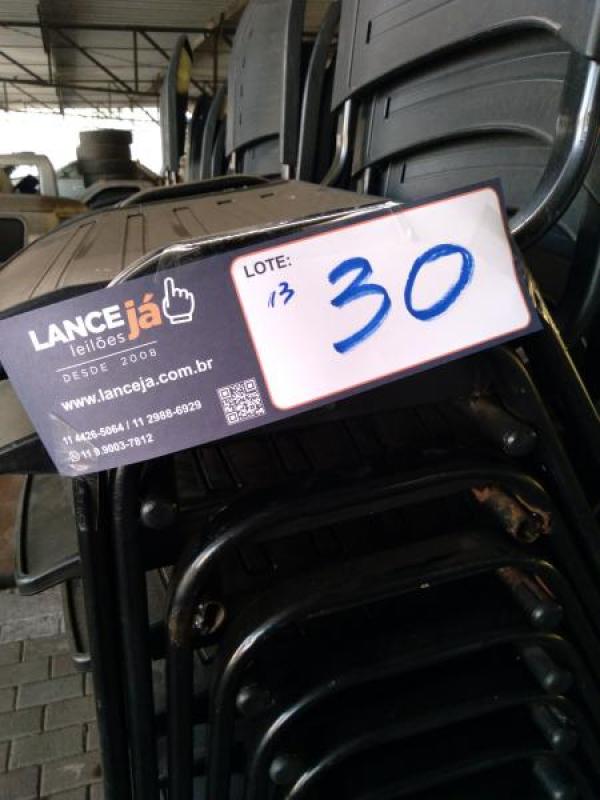 LANCE já
leilões
DESDE 2008
www.lanceja.com.br
11 4426-5064 / 11 2988-6929
11 9.9003-7812
LOTE:
13 30